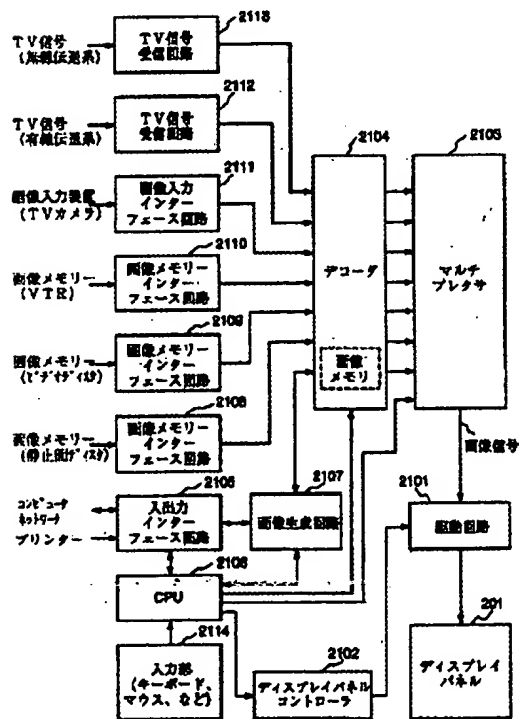 2113
TV信号
(無線伝送系)
TV信号
受信回路
2112
TV信号
(有線伝送系)
TV信号
受信回路
2111
画像入力装置
(TVカメラ)
画像入力
インター
フェース回路
2110
画像メモリー
(VTR)
画像メモリー
インター
フェース回路
2109
画像メモリー
(ビデオディスク)
画像メモリー
インター
フェース回路
2108
画像メモリー
(静止画ディスク)
画像メモリー
インター
フェース回路
2104
デコーダ
画像
メモリ
2103
マルチ
プレクサ
画像信号
2105
コンピュータ
ネットワーク
プリンター
入出力
インター
フェース回路
2107
画像生成回路
2101
駆動回路
2106
CPU
2114
入力部
(キーボード、
マウス、など)
2102
ディスプレイパネル
コントローラ
201
ディスプレイ
パネル